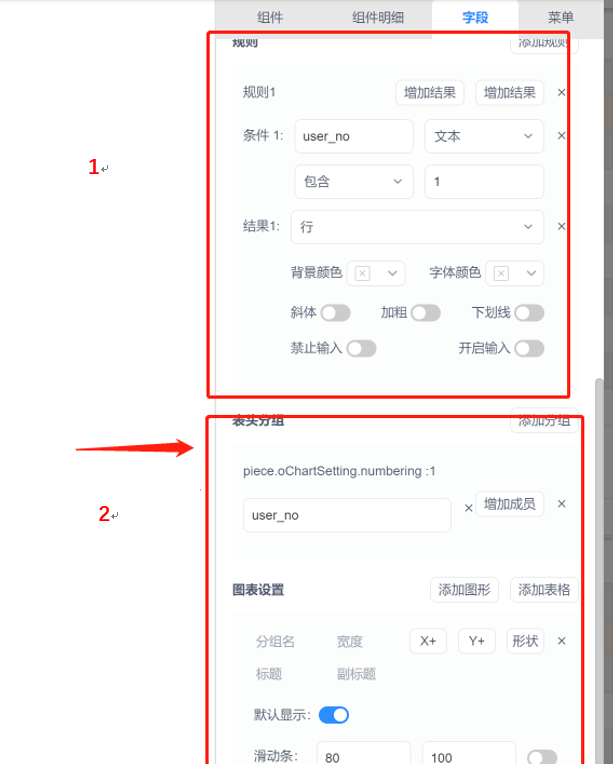 组件 组件明细 字段 菜单
规则 添加规则
规则1 增加结果 增加结果 ×
条件 1: user_no 文本 ×
1
包含 1
结果1: 行 ×
背景颜色 字体颜色
斜体 加粗 下划线
禁止输入 开启输入
表头分组 添加分组
piece.oChartSetting.numbering :1
2
user_no × 增加成员 ×
图表设置 添加图形 添加表格
分组名 宽度 X+ Y+ 形状 ×
标题 副标题
默认显示:
滑动条: 80 100